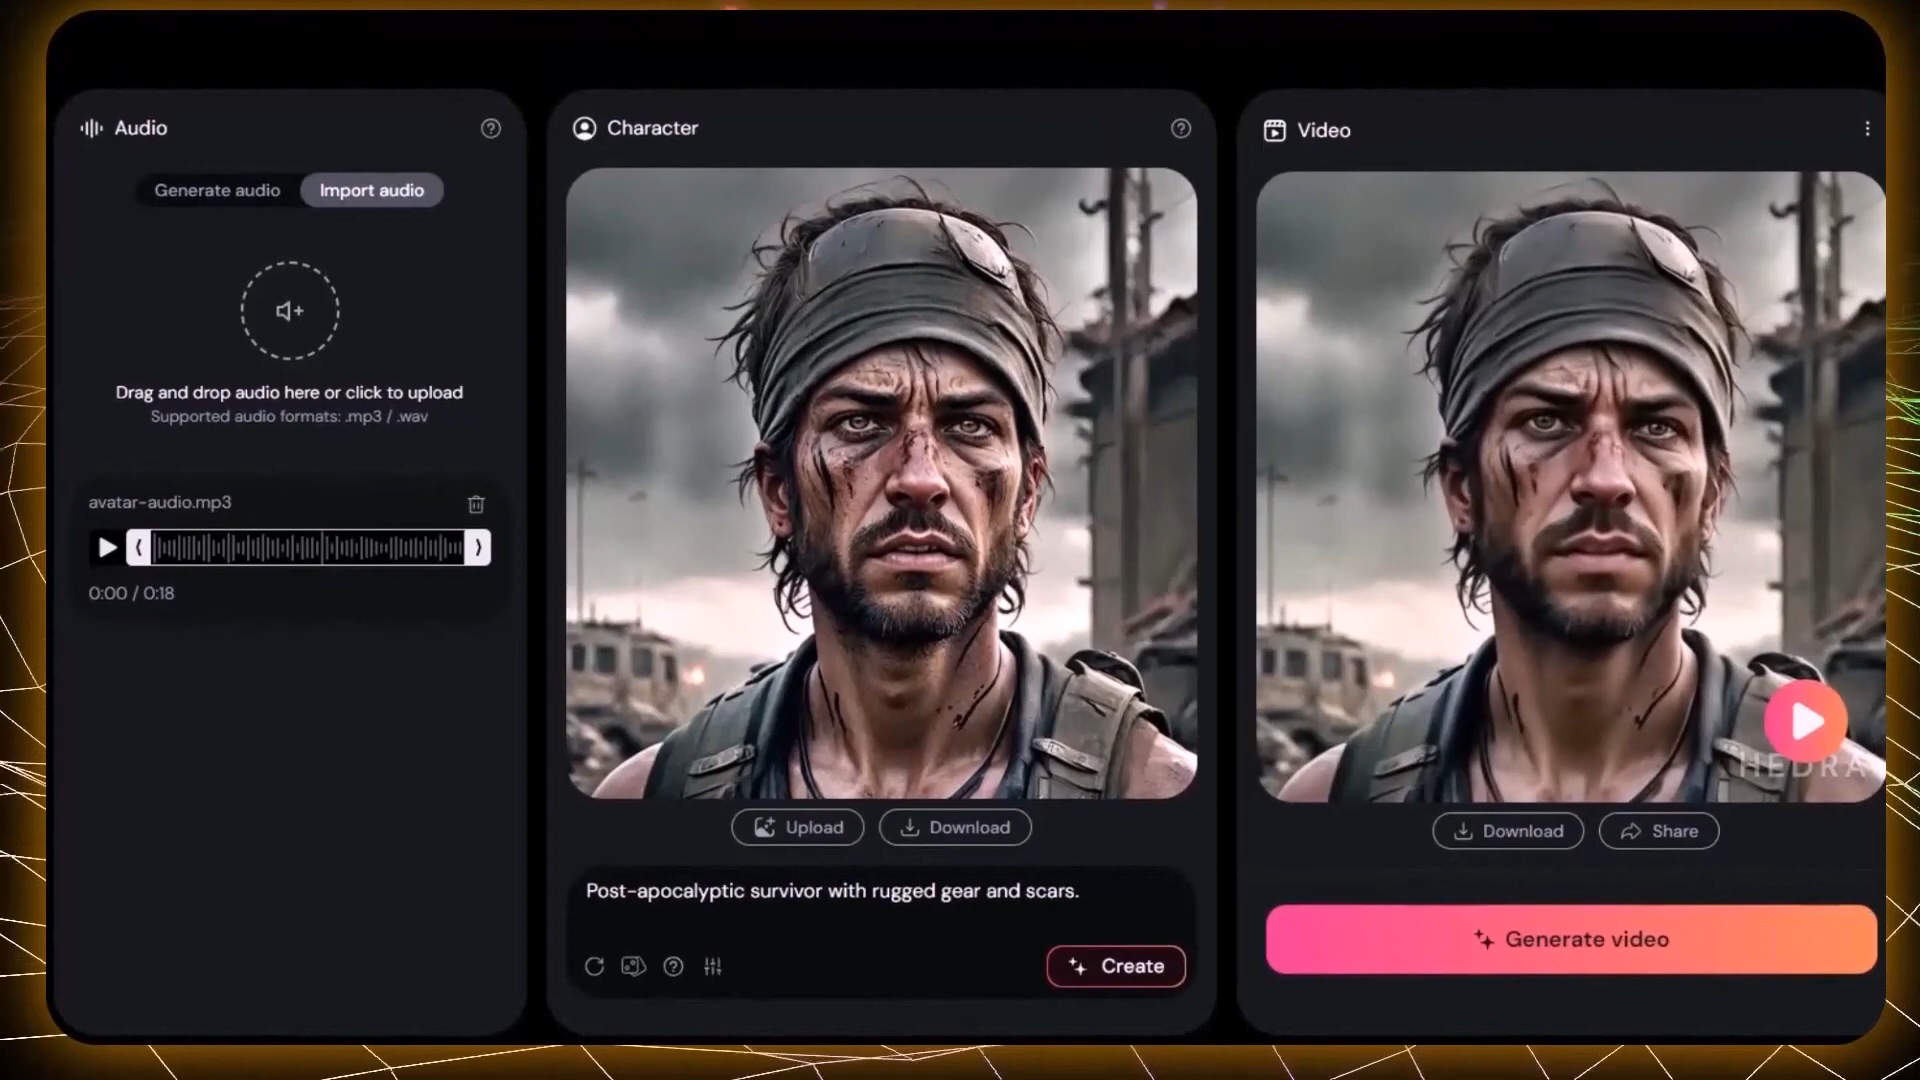 Audio
Generate audio
Import audio
Drag and drop audio here or click to upload
Supported audio formats: .mp3 / .wav
avatar-audio.mp3
0:00 / 0:18
Character
Upload
Download
Post-apocalyptic survivor with rugged gear and scars.
Create
Video
HEDRA
Download
Share
Generate video